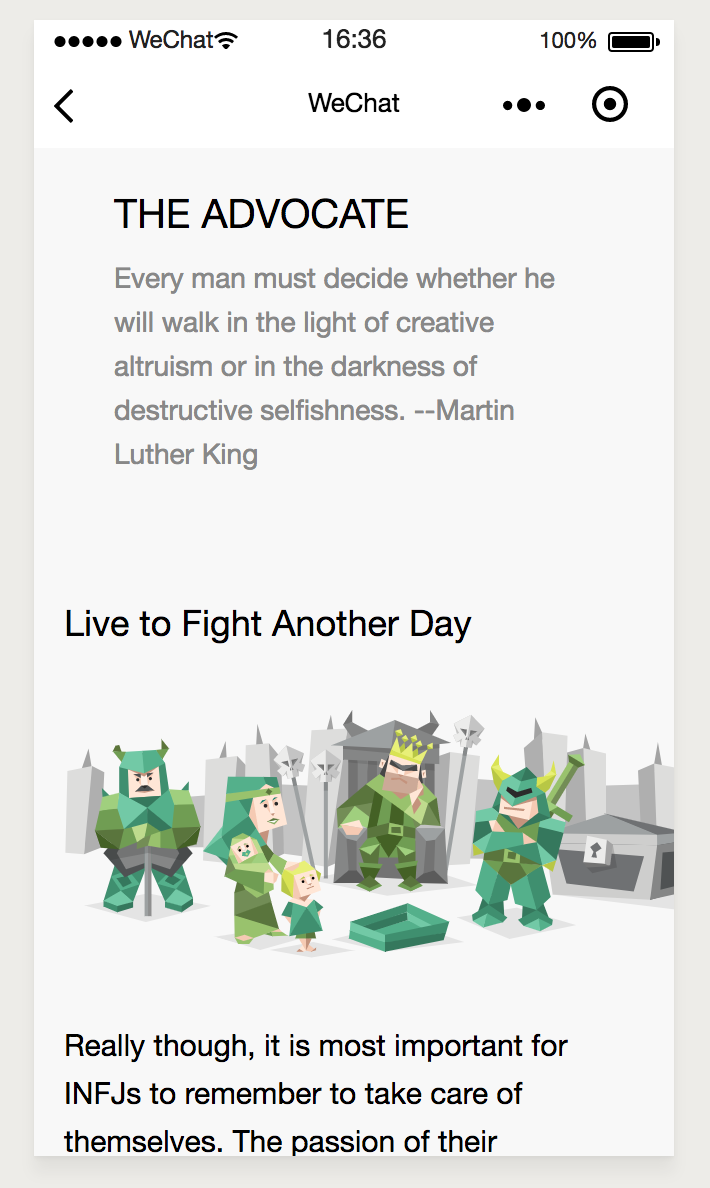 WeChat 16:36 100%
WeChat
THE ADVOCATE
Every man must decide whether he
will walk in the light of creative
altruism or in the darkness of
destructive selfishness. --Martin
Luther King
Live to Fight Another Day
Really though, it is most important for
INFJs to remember to take care of
themselves. The passion of their